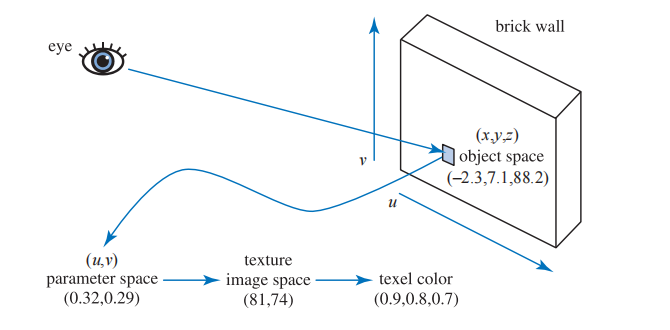 eye
brick wall
(x,y,z)
object space
(–2.3,7.1,88.2)
v
u
(u,v)
parameter space
(0.32,0.29)
texture
image space
(81,74)
texel color
(0.9,0.8,0.7)